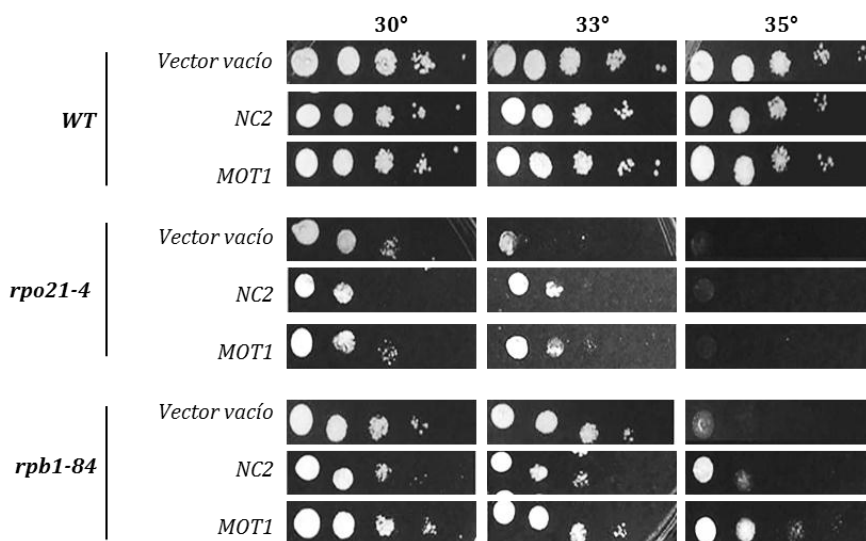 30° 33° 35°
Vector vacío
WT NC2
MOT1
Vector vacío
rpo21-4 NC2
MOT1
Vector vacío
rpb1-84 NC2
MOT1